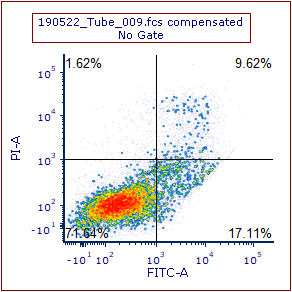 190522_Tube_009.fcs compensated
No Gate
1.62% 9.62%
10^5
10^4
PI-A
10^3
10^2
-10^1
71.64% 17.11%
-10^1 10^2 10^3 10^4 10^5
FITC-A